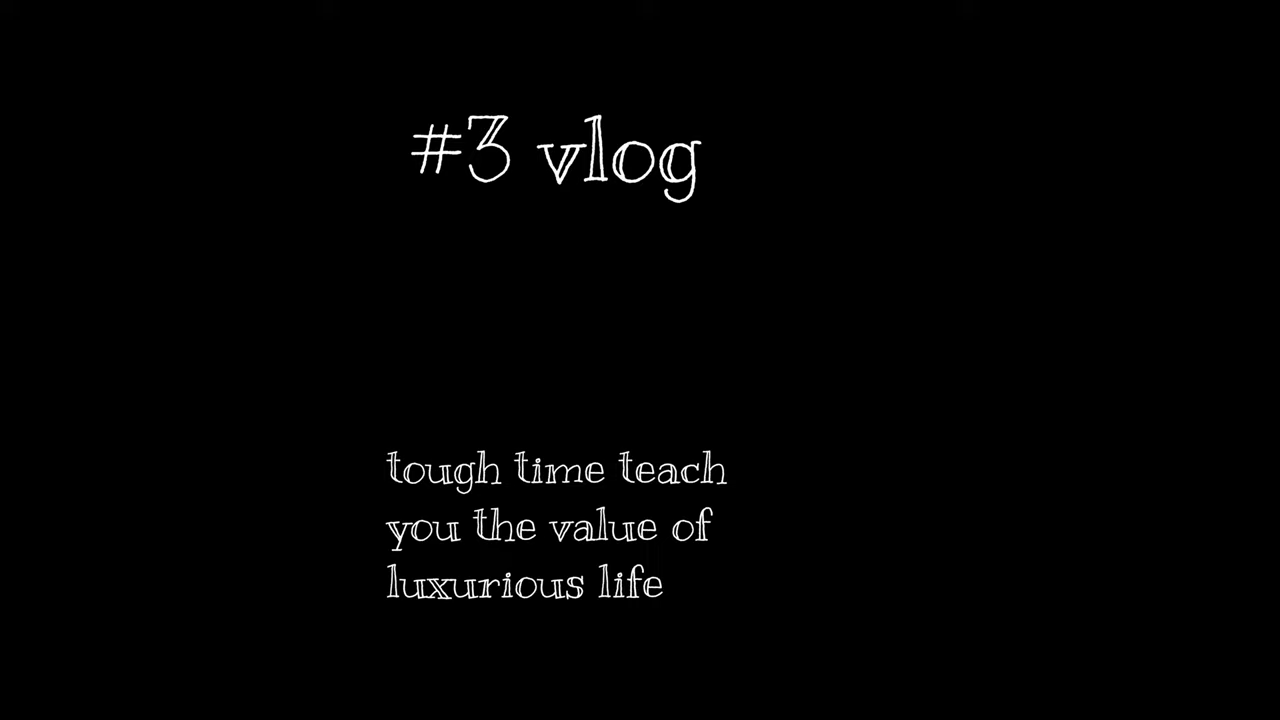 #3 vlog
tough time teach
you the value of
luxurious life